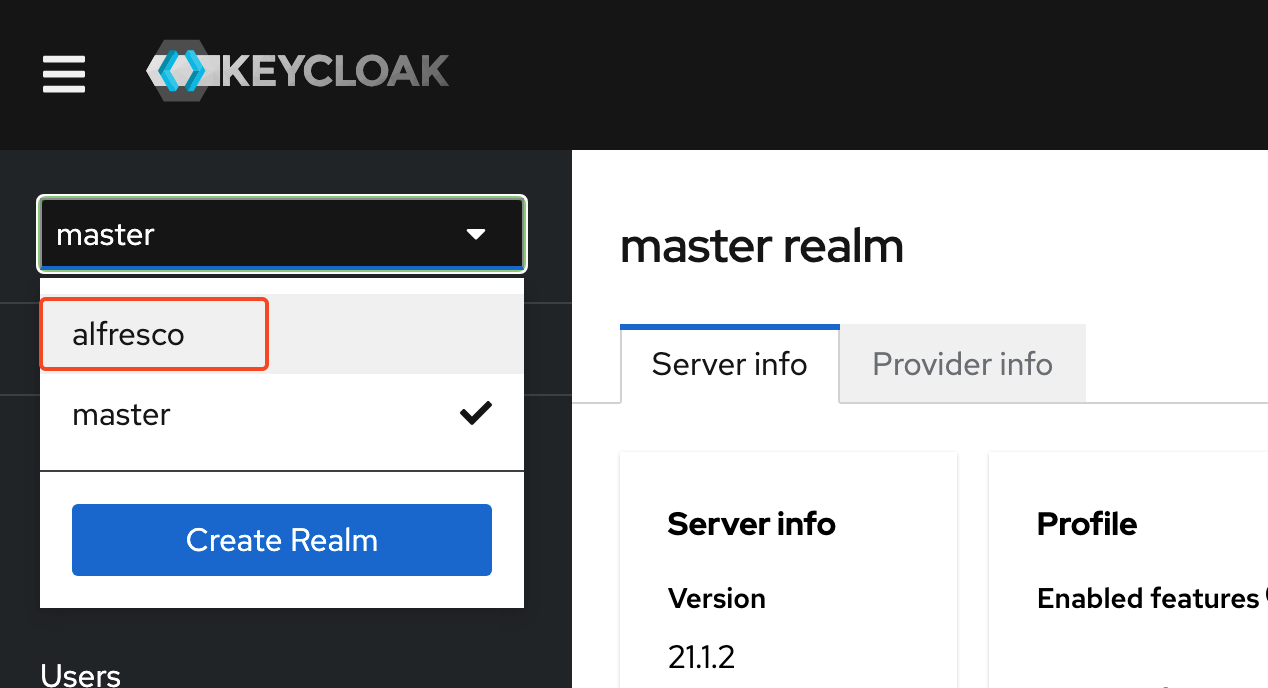 KEYCLOAK
master
alfresco
master
Create Realm
Users
master realm
Server info
Provider info
Server info
Version
21.1.2
Profile
Enabled features